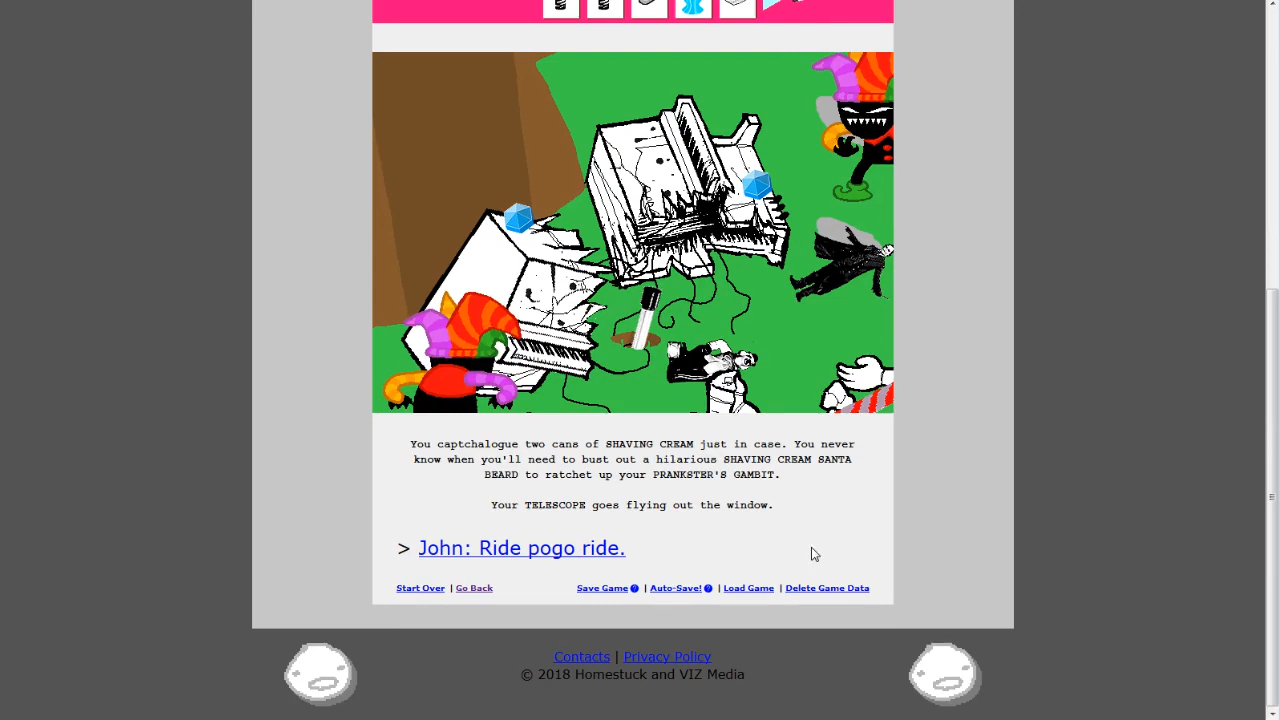 You captchalogue two cans of SHAVING CREAM just in case. You never
know when you'll need to bust out a hilarious SHAVING CREAM SANTA
BEARD to ratchet up your PRANKSTER'S GAMBIT.
Your TELESCOPE goes flying out the window.
> John: Ride pogo ride.
Start Over | Go Back Save Game ? | Auto-Save! ? | Load Game | Delete Game Data
Contacts | Privacy Policy
© 2018 Homestuck and VIZ Media